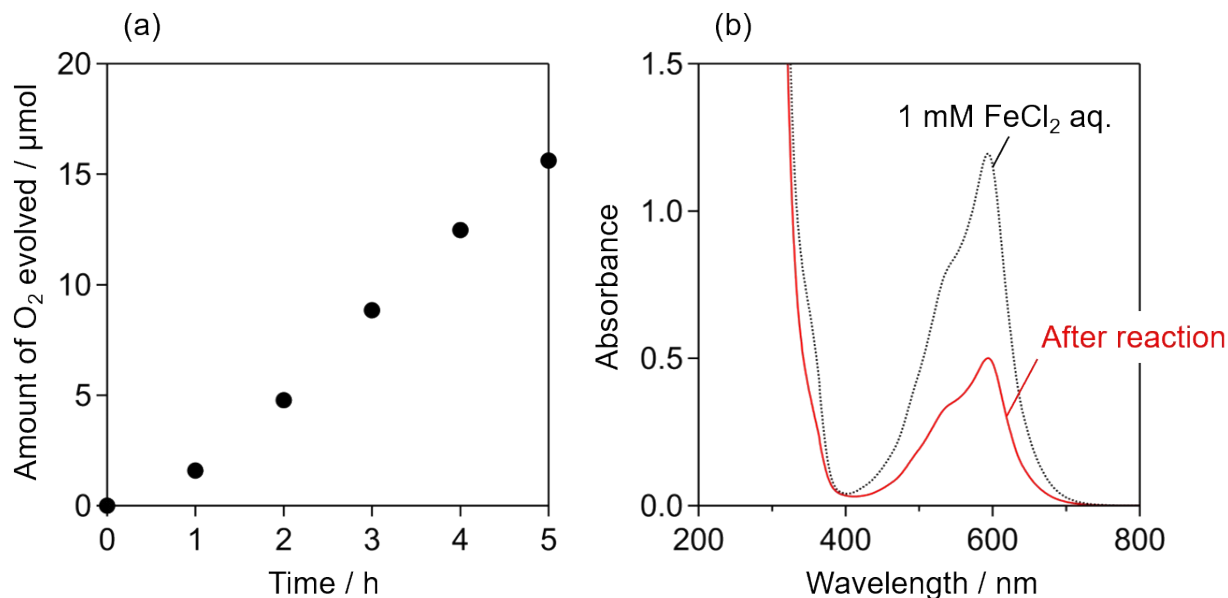 (a)
20
15
10
5
0
0 1 2 3 4 5
Amount of O₂ evolved / μmol
Time / h
(b)
1.5
1.0
0.5
0.0
200 400 600 800
Absorbance
Wavelength / nm
1 mM FeCl₂ aq.
After reaction